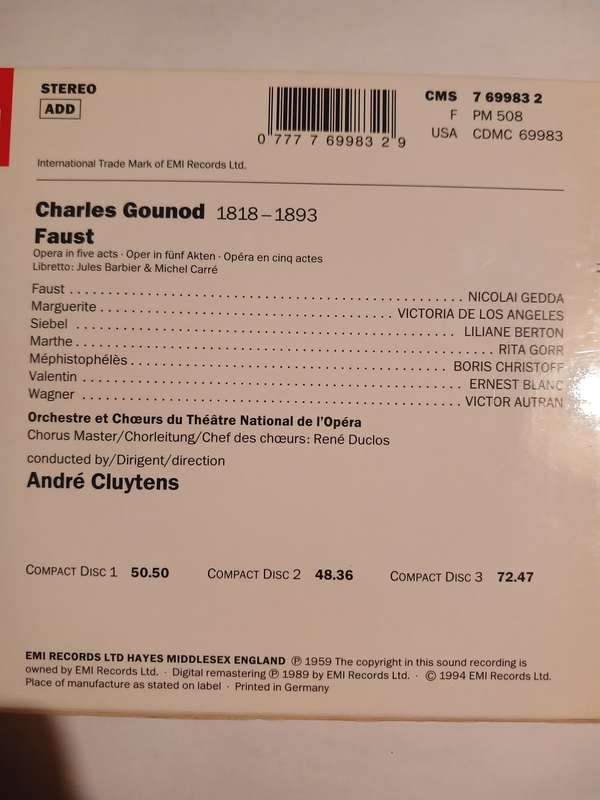 STEREO
ADD
0 777 7 69983 2 9
CMS 7 69983 2
F PM 508
USA CDMC 69983
International Trade Mark of EMI Records Ltd.
Charles Gounod 1818–1893
Faust
Opera in five acts · Oper in fünf Akten · Opéra en cinq actes
Libretto: Jules Barbier & Michel Carré
Faust . . . . . . . . . . . . . . . . . . . . . . . . . . . . . . . . . . . . . . . . NICOLAI GEDDA
Marguerite . . . . . . . . . . . . . . . . . . . . . . . . . . . . . . VICTORIA DE LOS ANGELES
Siebel . . . . . . . . . . . . . . . . . . . . . . . . . . . . . . . . . . . . . . . LILIANE BERTON
Marthe . . . . . . . . . . . . . . . . . . . . . . . . . . . . . . . . . . . . . . . . . . RITA GORR
Méphistophélès . . . . . . . . . . . . . . . . . . . . . . . . . . . . . . . BORIS CHRISTOFF
Valentin . . . . . . . . . . . . . . . . . . . . . . . . . . . . . . . . . . . . . . . ERNEST BLANC
Wagner . . . . . . . . . . . . . . . . . . . . . . . . . . . . . . . . . . . . . . . VICTOR AUTRAN
Orchestre et Chœurs du Théâtre National de l'Opéra
Chorus Master/Chorleitung/Chef des chœurs: René Duclos
conducted by/Dirigent/direction
André Cluytens
COMPACT DISC 1 50.50 COMPACT DISC 2 48.36 COMPACT DISC 3 72.47
EMI RECORDS LTD HAYES MIDDLESEX ENGLAND ℗ 1959 The copyright in this sound recording is
owned by EMI Records Ltd. · Digital remastering ℗ 1989 by EMI Records Ltd. · © 1994 EMI Records Ltd.
Place of manufacture as stated on label · Printed in Germany